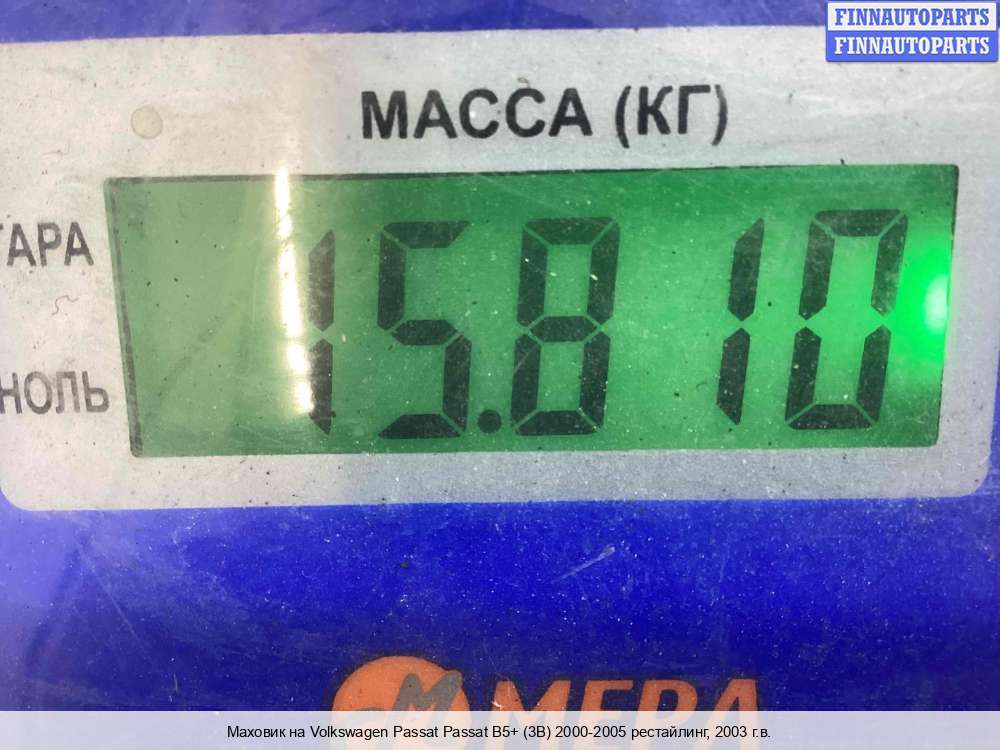 FINNAUTOPARTS
FINNAUTOPARTS
МАССА (КГ)
ТАРА
15.810
НОЛЬ
МЕРА
Маховик на Volkswagen Passat Passat B5+ (3B) 2000-2005 рестайлинг, 2003 г.в.